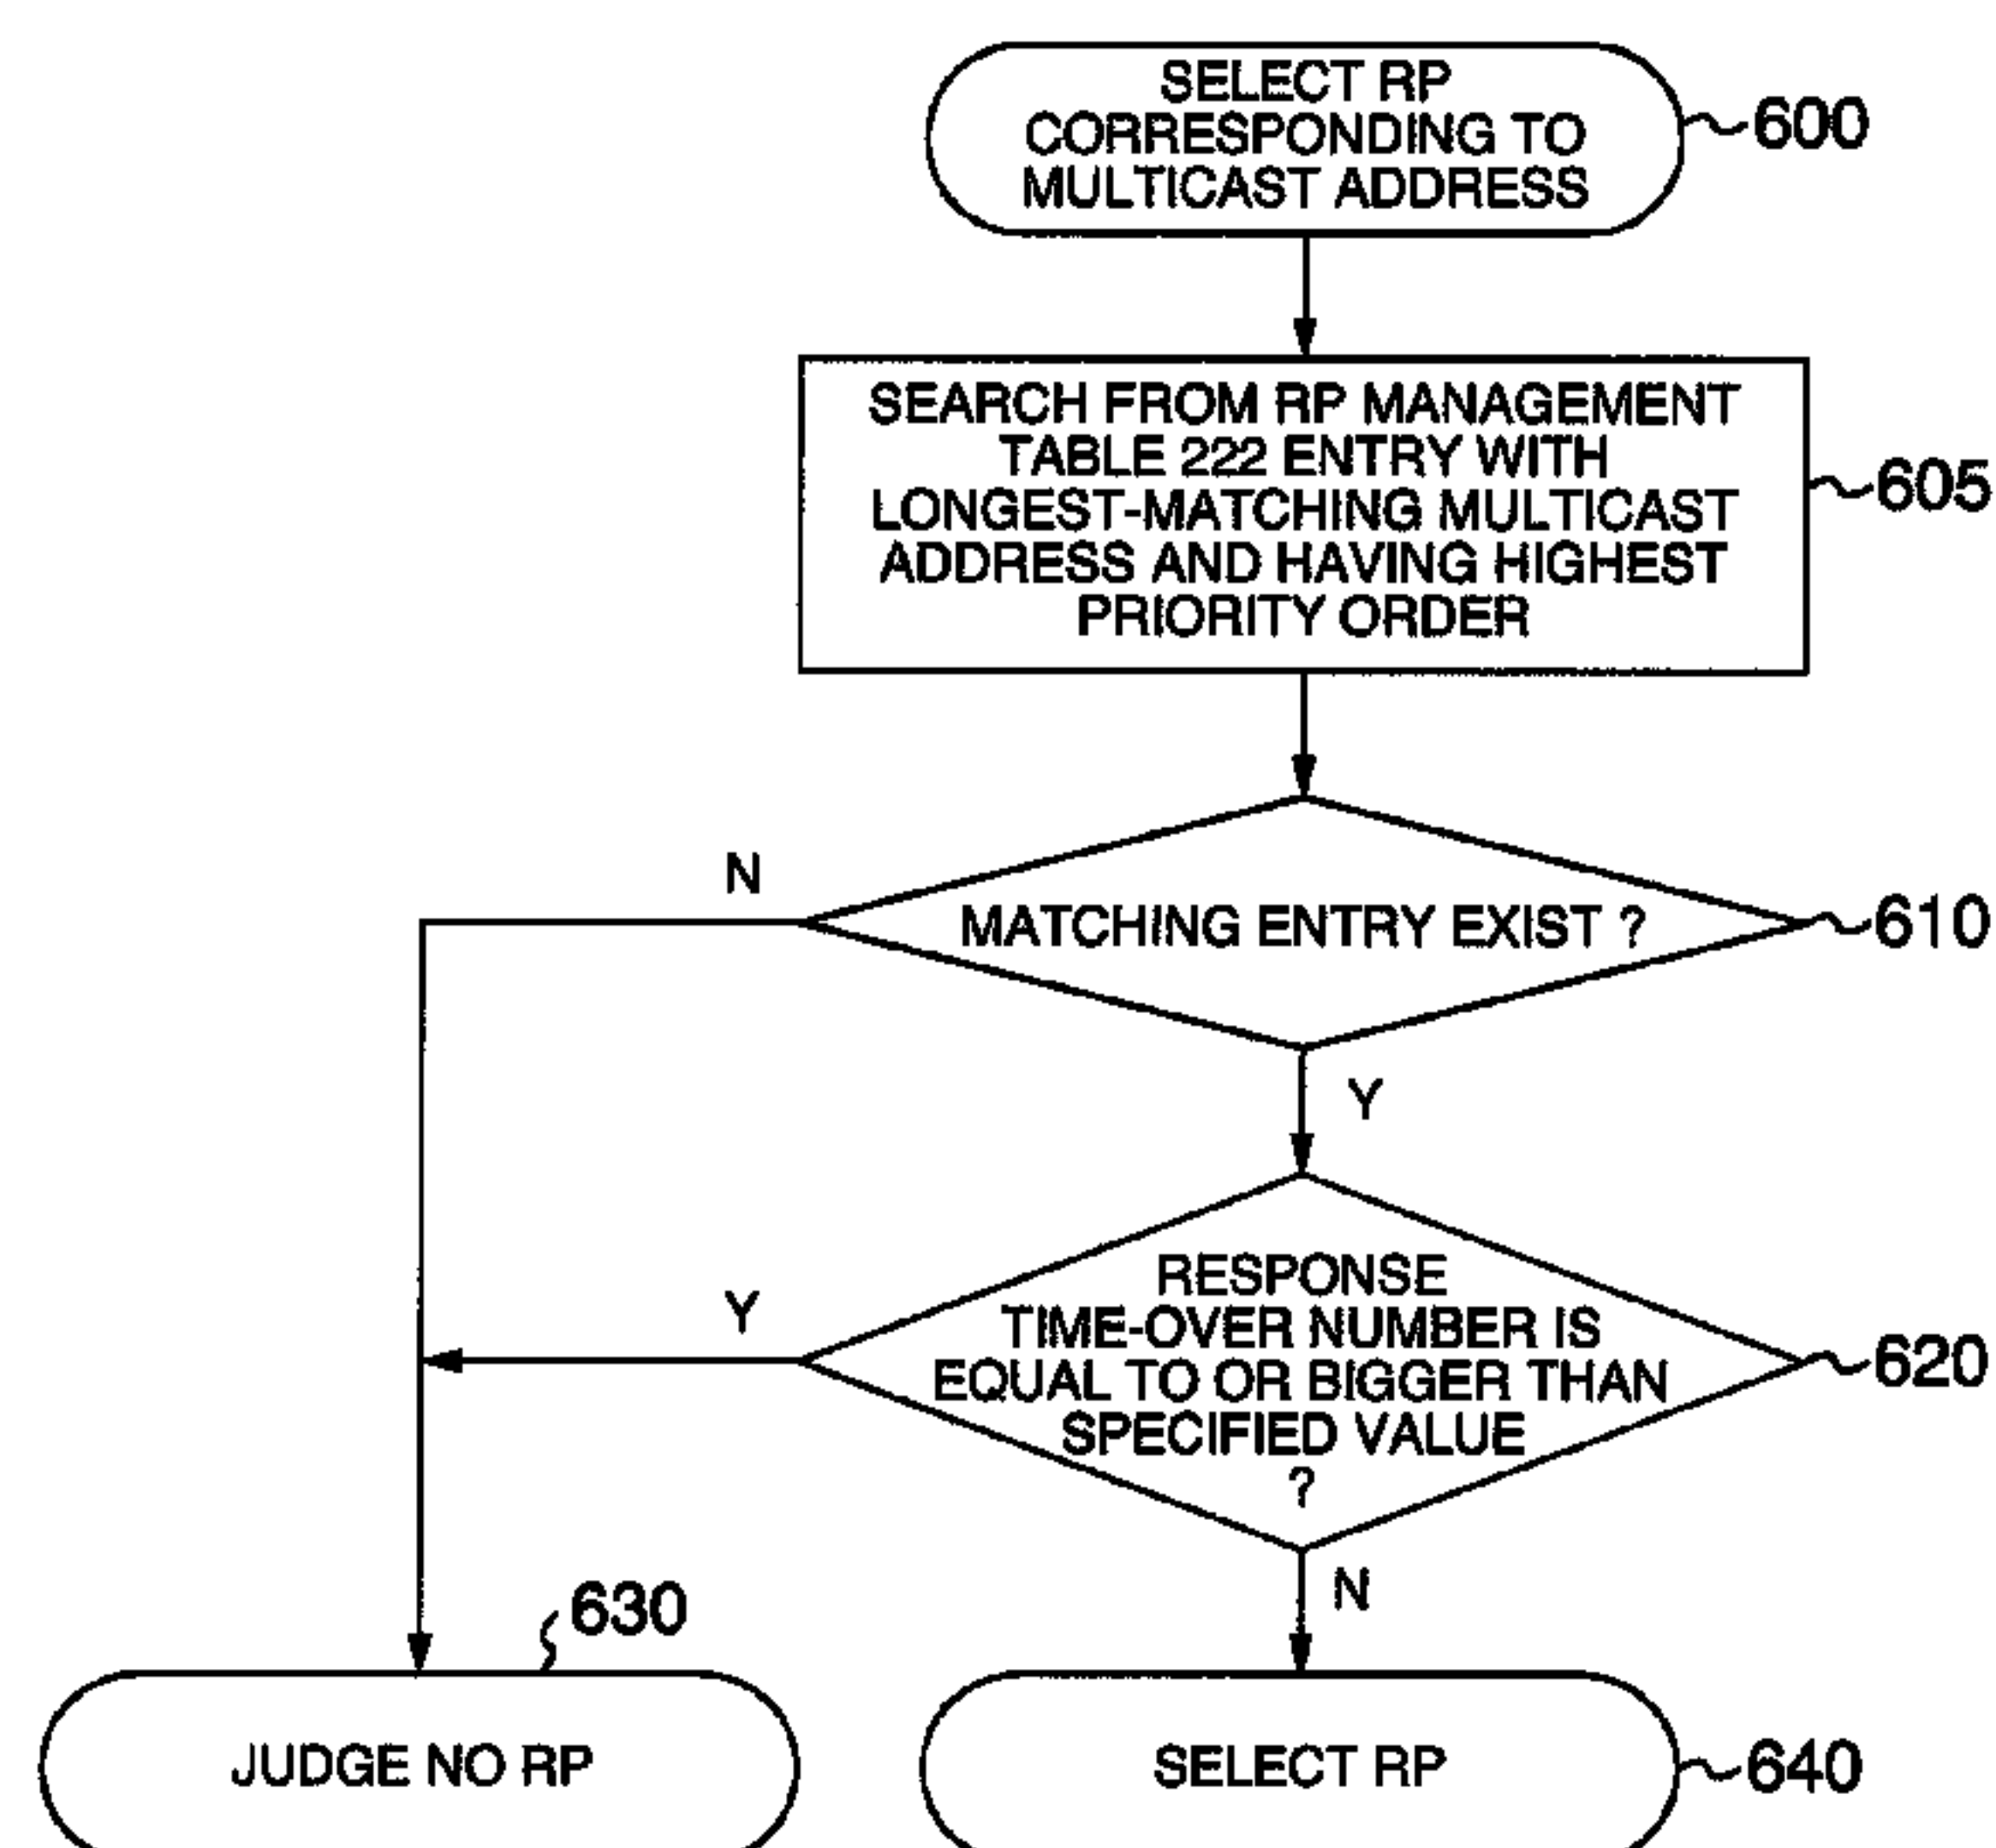 SELECT RP
CORRESPONDING TO
MULTICAST ADDRESS
600
SEARCH FROM RP MANAGEMENT
TABLE 222 ENTRY WITH
LONGEST-MATCHING MULTICAST
ADDRESS AND HAVING HIGHEST
PRIORITY ORDER
605
N
MATCHING ENTRY EXIST ?
610
Y
Y
RESPONSE
TIME-OVER NUMBER IS
EQUAL TO OR BIGGER THAN
SPECIFIED VALUE
?
620
N
630
JUDGE NO RP
SELECT RP
640